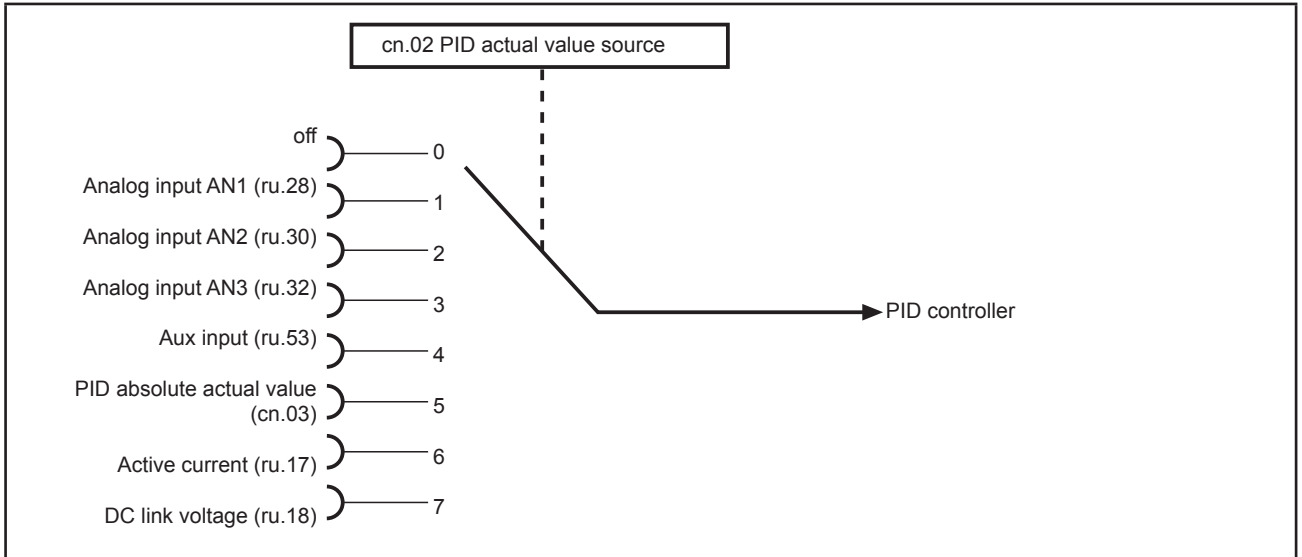 cn.02 PID actual value source
off
0
Analog input AN1 (ru.28)
1
Analog input AN2 (ru.30)
2
Analog input AN3 (ru.32)
3
Aux input (ru.53)
4
PID absolute actual value
(cn.03)
5
Active current (ru.17)
6
DC link voltage (ru.18)
7
PID controller